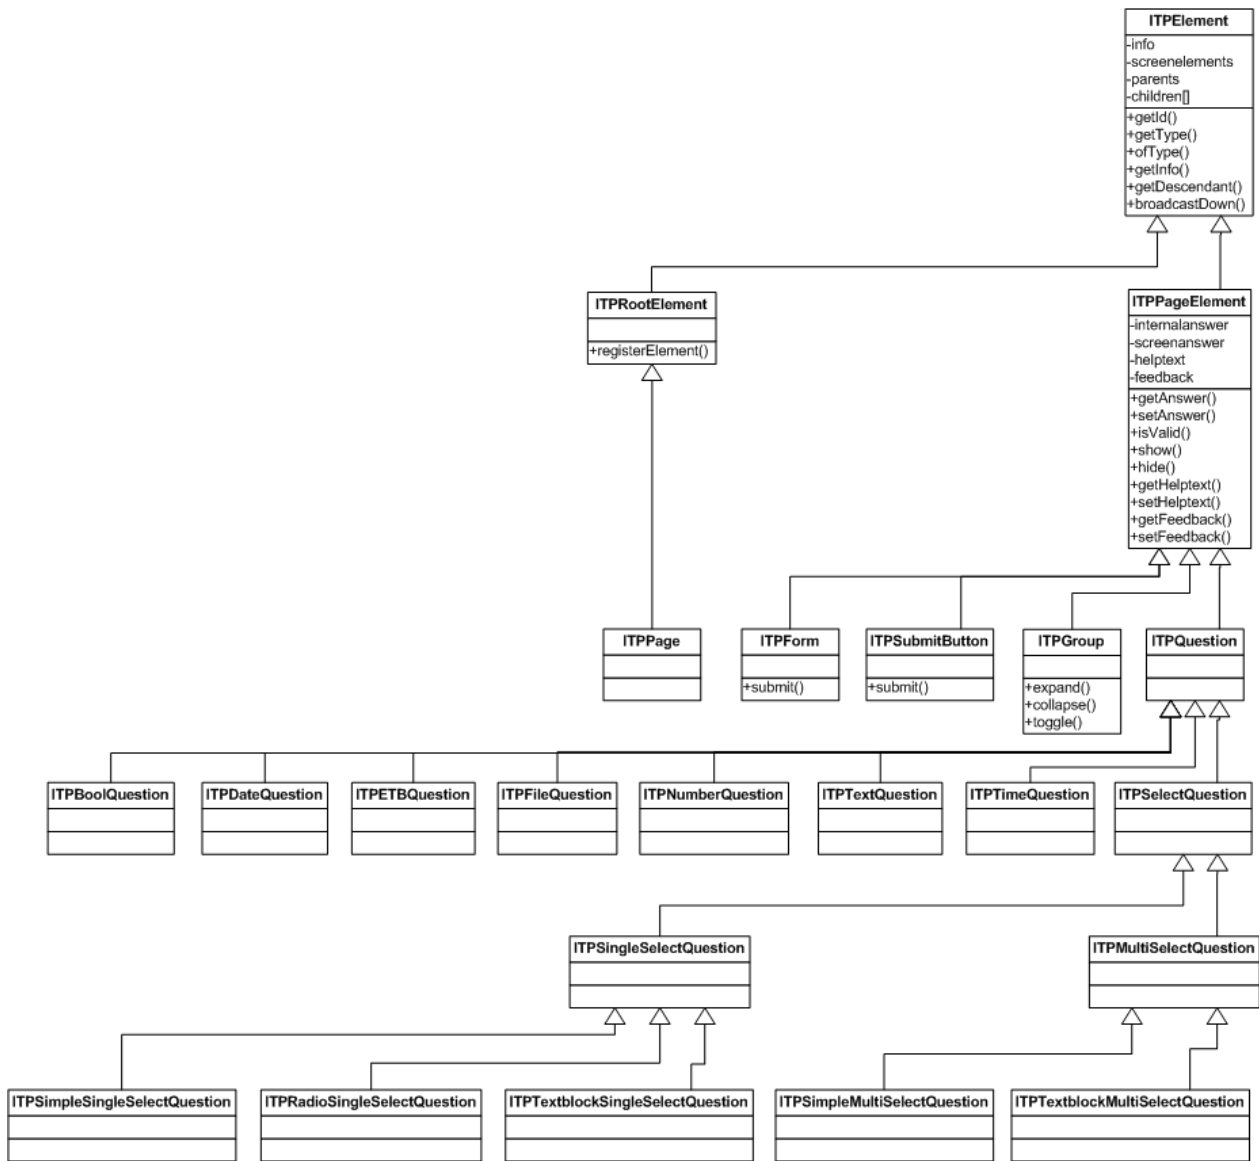 ITPElement
-info
-screenelements
-parents
-children[]
+getId()
+getType()
+ofType()
+getInfo()
+getDescendant()
+broadcastDown()
ITPRootElement
+registerElement()
ITPPageElement
-internalanswer
-screenanswer
-helptext
-feedback
+getAnswer()
+setAnswer()
+isValid()
+show()
+hide()
+getHelptext()
+setHelptext()
+getFeedback()
+setFeedback()
ITPPage
ITPForm
+submit()
ITPSubmitButton
+submit()
ITPGroup
+expand()
+collapse()
+toggle()
ITPQuestion
ITPBoolQuestion
ITPDateQuestion
ITPETBQuestion
ITPFileQuestion
ITPNumberQuestion
ITPTextQuestion
ITPTimeQuestion
ITPSelectQuestion
ITPSingleSelectQuestion
ITPMultiSelectQuestion
ITPSimpleSingleSelectQuestion
ITPRadioSingleSelectQuestion
ITPTextblockSingleSelectQuestion
ITPSimpleMultiSelectQuestion
ITPTextblockMultiSelectQuestion